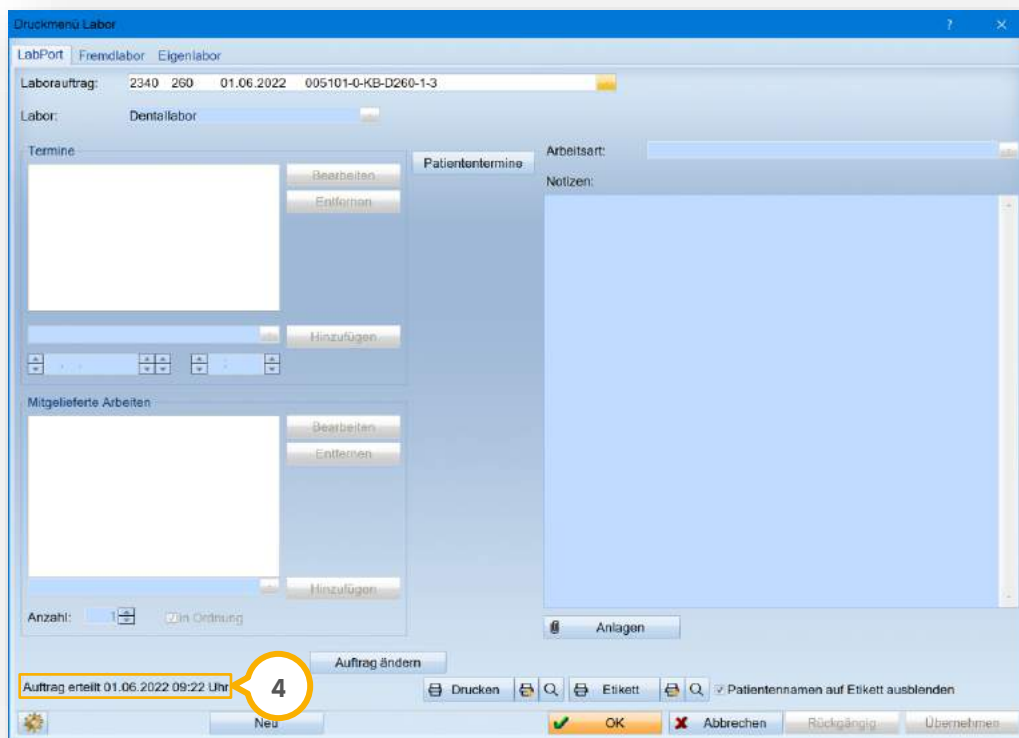 Druckmenü Labor
LabPort Fremdlabor Eigenlabor
Laborauftrag: 2340 260 01.06.2022 005101-0-KB-D260-1-3
Labor: Dentallabor
Termine
Bearbeiten
Entfernen
Patiententermine
Arbeitsart:
Notizen:
Hinzufügen
Mitgelieferte Arbeiten
Bearbeiten
Entfernen
Hinzufügen
Anzahl: 1 in Ordnung
Anlagen
Auftrag ändern
Auftrag erteilt 01.06.2022 09:22 Uhr 4
Drucken Etikett Patientennamen auf Etikett ausblenden
Neu OK Abbrechen Rückgängig Übernehmen